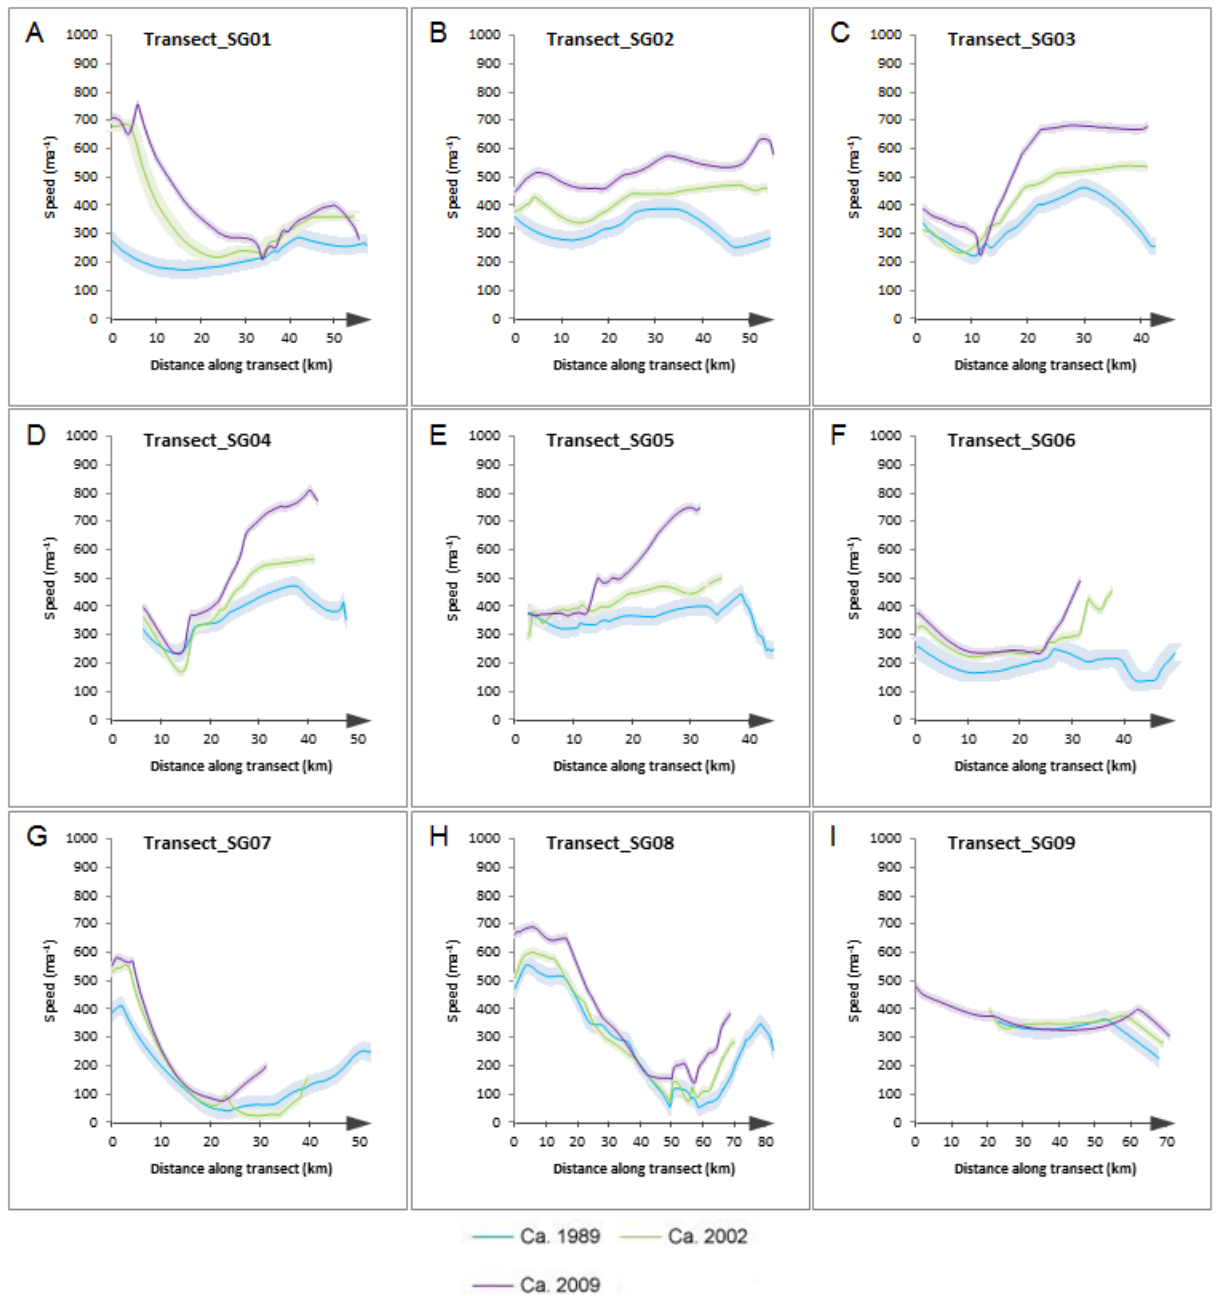 A Transect_SG01
1000
900
800
700
600
500
400
300
200
100
0
Speed (ma⁻¹)
0 10 20 30 40 50
Distance along transect (km)
B Transect_SG02
1000
900
800
700
600
500
400
300
200
100
0
Speed (ma⁻¹)
0 10 20 30 40 50
Distance along transect (km)
C Transect_SG03
1000
900
800
700
600
500
400
300
200
100
0
Speed (ma⁻¹)
0 10 20 30 40
Distance along transect (km)
D Transect_SG04
1000
900
800
700
600
500
400
300
200
100
0
Speed (ma⁻¹)
0 10 20 30 40 50
Distance along transect (km)
E Transect_SG05
1000
900
800
700
600
500
400
300
200
100
0
Speed (ma⁻¹)
0 10 20 30 40
Distance along transect (km)
F Transect_SG06
1000
900
800
700
600
500
400
300
200
100
0
Speed (ma⁻¹)
0 10 20 30 40
Distance along transect (km)
G Transect_SG07
1000
900
800
700
600
500
400
300
200
100
0
Speed (ma⁻¹)
0 10 20 30 40 50
Distance along transect (km)
H Transect_SG08
1000
900
800
700
600
500
400
300
200
100
0
Speed (ma⁻¹)
0 10 20 30 40 50 60 70 80
Distance along transect (km)
I Transect_SG09
1000
900
800
700
600
500
400
300
200
100
0
Speed (ma⁻¹)
0 10 20 30 40 50 60 70
Distance along transect (km)
Ca. 1989 Ca. 2002
Ca. 2009